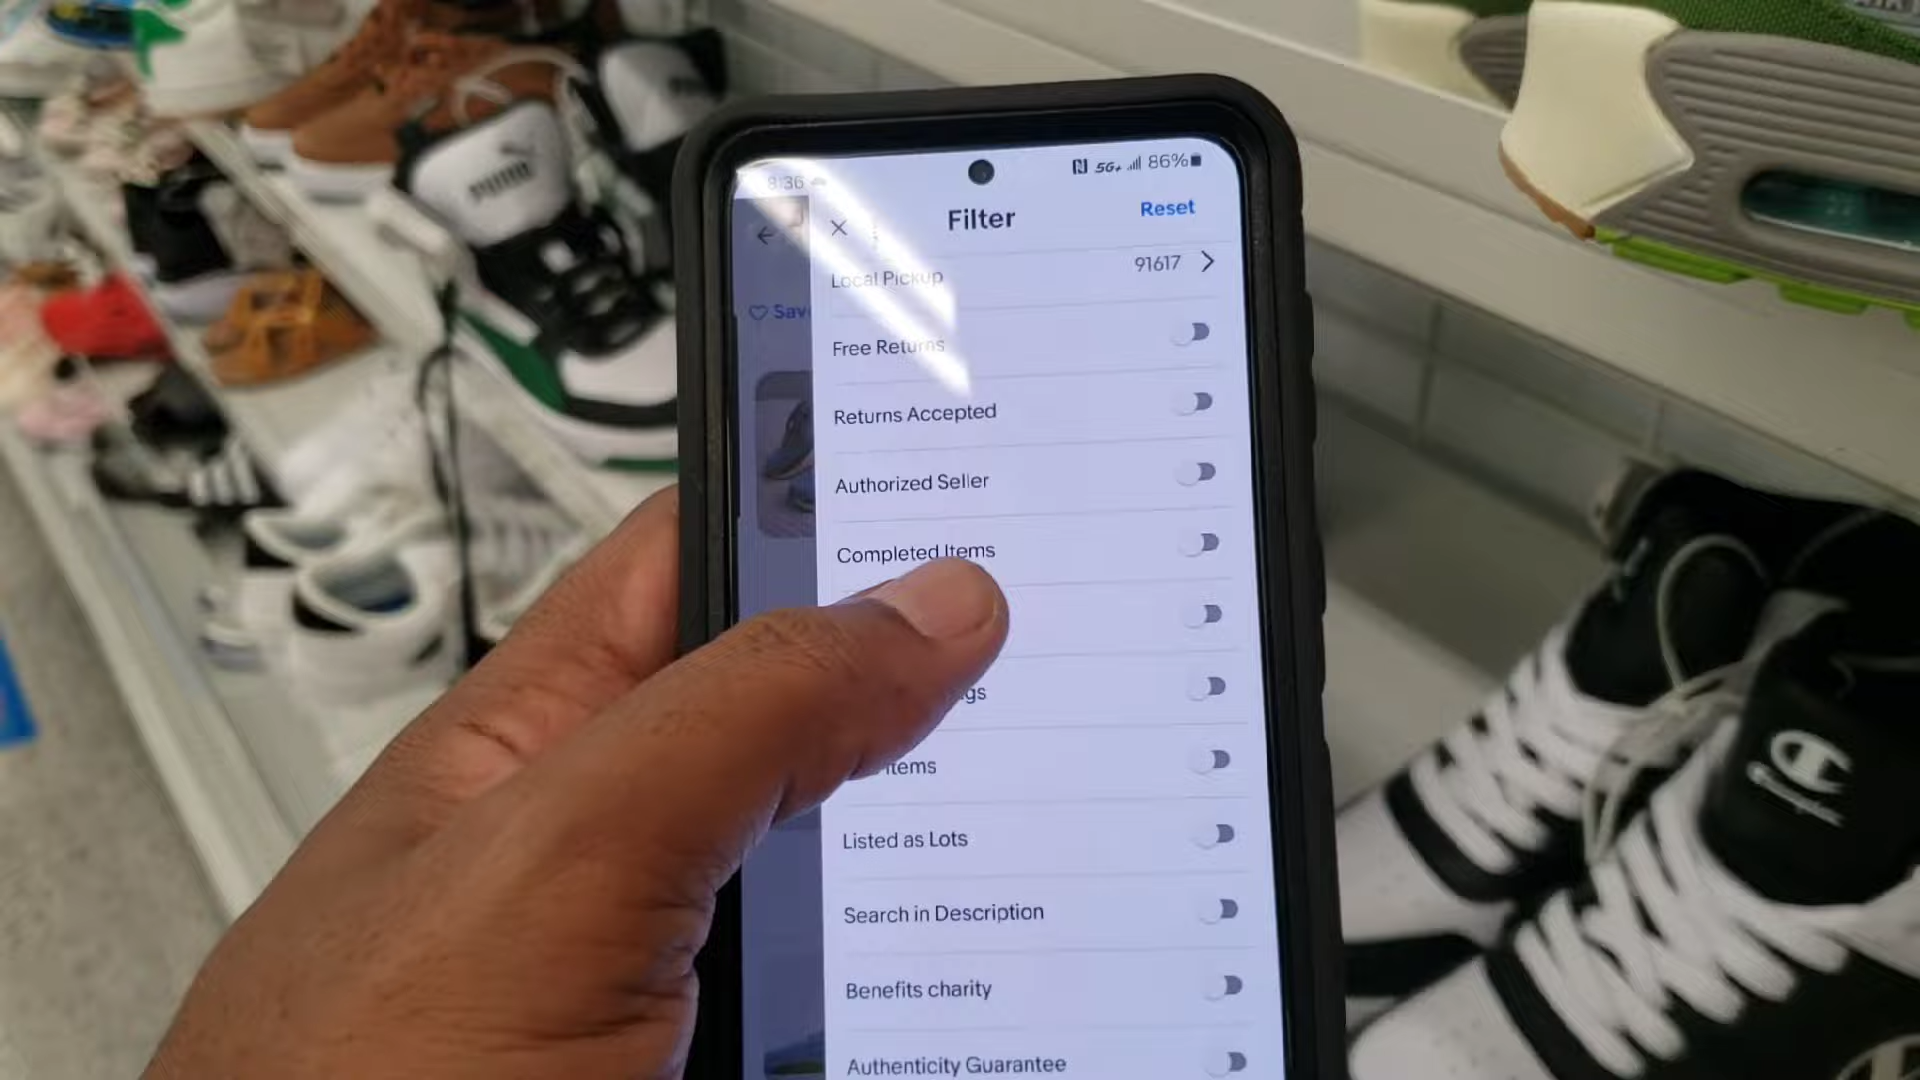 8:36
5G+
86%
Filter
Reset
Save
Local Pickup
91617
Free Returns
Returns Accepted
Authorized Seller
Completed Items
Items
Listed as Lots
Search in Description
Benefits charity
Authenticity Guarantee
PUMA
Champion